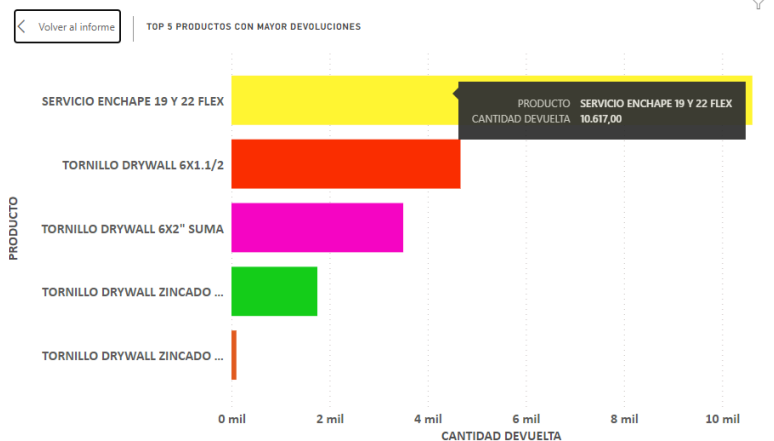 Volver al informe
TOP 5 PRODUCTOS CON MAYOR DEVOLUCIONES
SERVICIO ENCHAPE 19 Y 22 FLEX
PRODUCTO SERVICIO ENCHAPE 19 Y 22 FLEX
CANTIDAD DEVUELTA 10.617,00
TORNILLO DRYWALL 6X1.1/2
TORNILLO DRYWALL 6X2" SUMA
TORNILLO DRYWALL ZINCADO ...
TORNILLO DRYWALL ZINCADO ...
PRODUCTO
0 mil 2 mil 4 mil 6 mil 8 mil 10 mil
CANTIDAD DEVUELTA